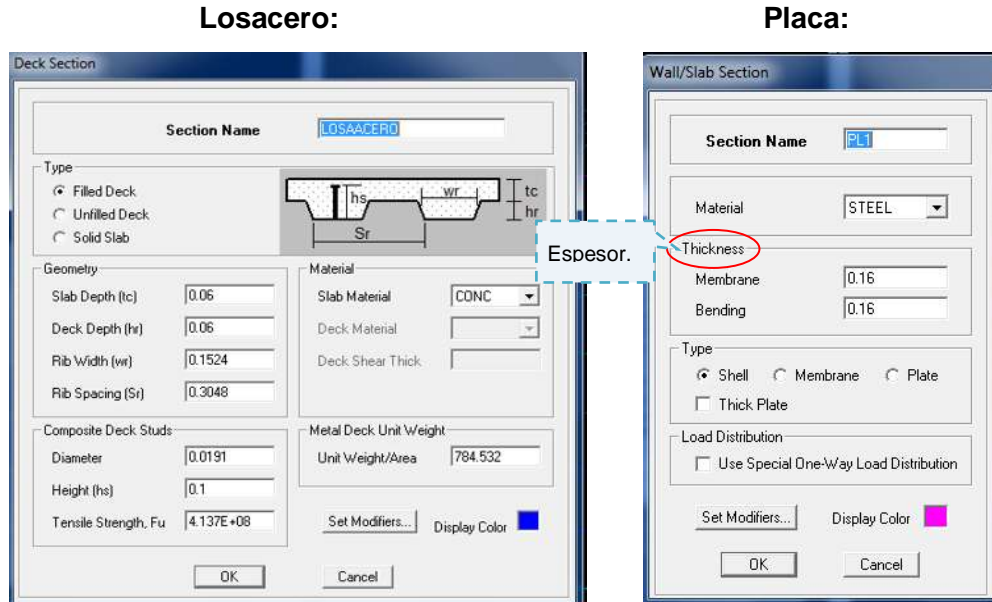 Losacero:
Deck Section
Section Name LOSAACERO
Type
Filled Deck
Unfilled Deck
Solid Slab
hs wr tc
hr
Sr
Geometry
Slab Depth (tc) 0.06
Deck Depth (hr) 0.06
Rib Width (wr) 0.1524
Rib Spacing (Sr) 0.3048
Material
Slab Material CONC
Deck Material
Deck Shear Thick
Composite Deck Studs
Diameter 0.0191
Height (hs) 0.1
Tensile Strength, Fu 4.137E+08
Metal Deck Unit Weight
Unit Weight/Area 784.532
Set Modifiers... Display Color
OK Cancel
Placa:
Wall/Slab Section
Section Name PL1
Material STEEL
Espesor.
Thickness
Membrane 0.16
Bending 0.16
Type
Shell Membrane Plate
Thick Plate
Load Distribution
Use Special One-Way Load Distribution
Set Modifiers... Display Color
OK Cancel